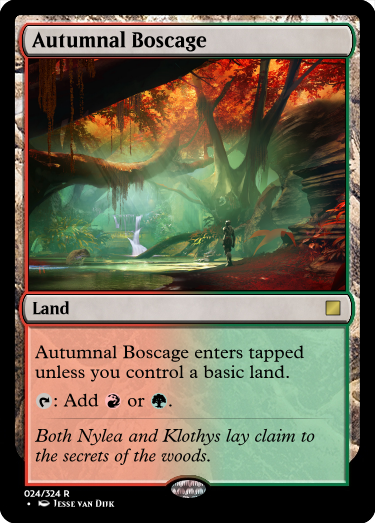 Autumnal Boscage
Land
Autumnal Boscage enters tapped
unless you control a basic land.
: Add or .
Both Nylea and Klothys lay claim to
the secrets of the woods.
024/324 R
• Jesse van Dijk